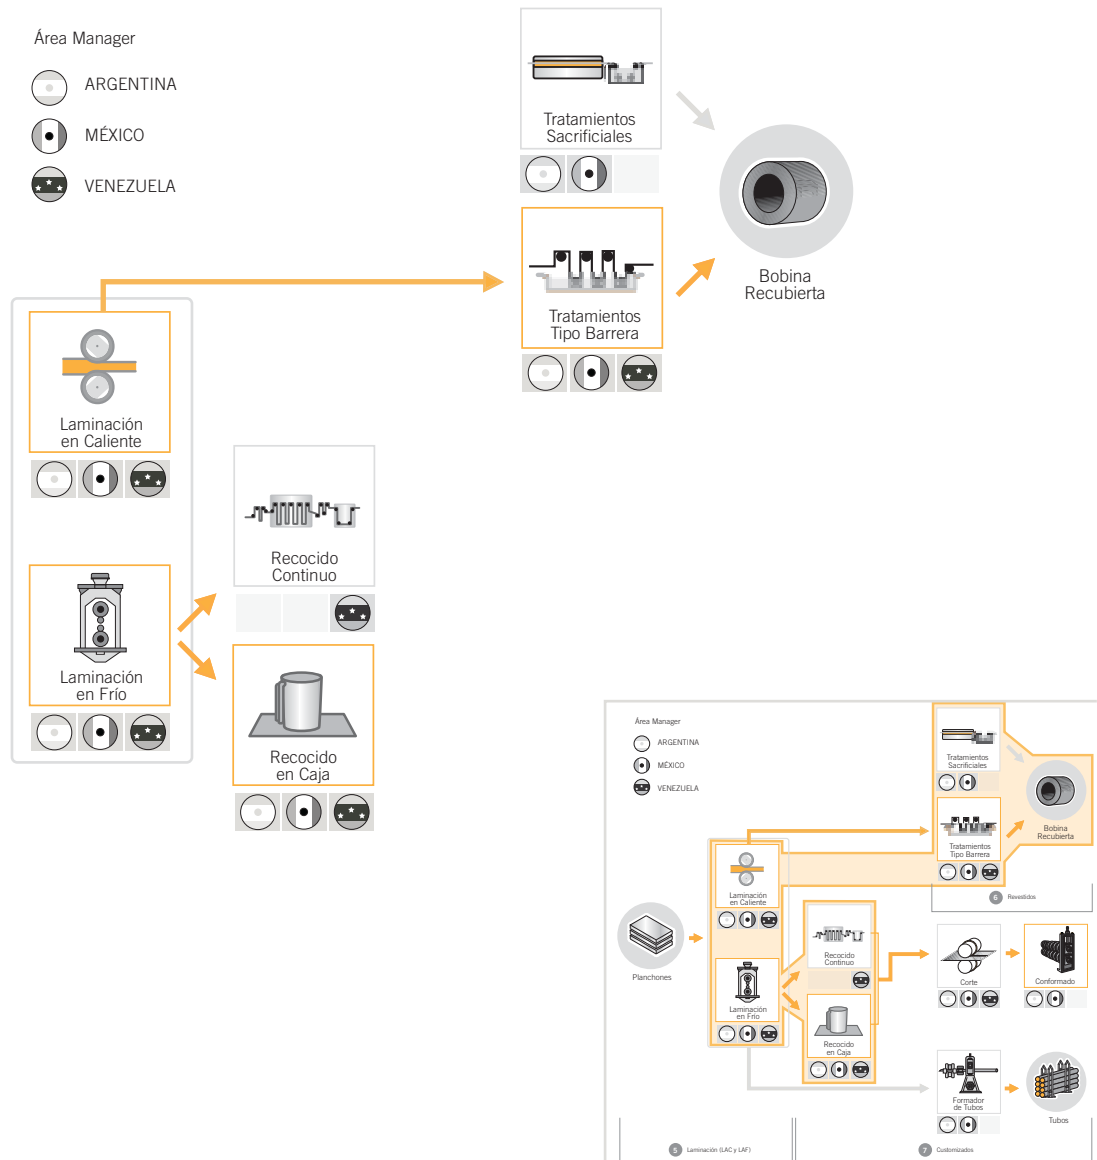 Área Manager
ARGENTINA
MÉXICO
VENEZUELA
Tratamientos
Sacrificiales
Bobina
Recubierta
Tratamientos
Tipo Barrera
Laminación
en Caliente
Recocido
Continuo
Laminación
en Frío
Recocido
en Caja
Área Manager
ARGENTINA
MÉXICO
VENEZUELA
Tratamientos
Sacrificiales
Bobina
Recubierta
Tratamientos
Tipo Barrera
Laminación
en Caliente
6 Revestidos
Planchones
Recocido
Continuo
Corte
Conformado
Laminación
en Frío
Recocido
en Caja
Formador
de Tubos
Tubos
5 Laminación (LAC y LAF)
7 Customizados